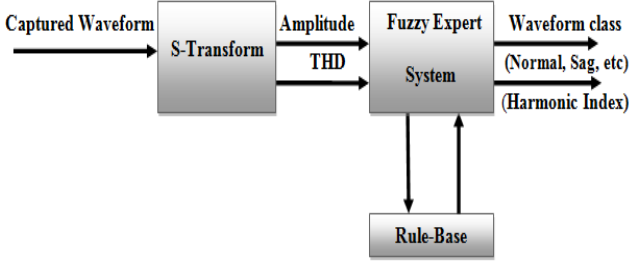 Captured Waveform
S-Transform
Amplitude
THD
Fuzzy Expert
System
Waveform class
(Normal, Sag, etc)
(Harmonic Index)
Rule-Base